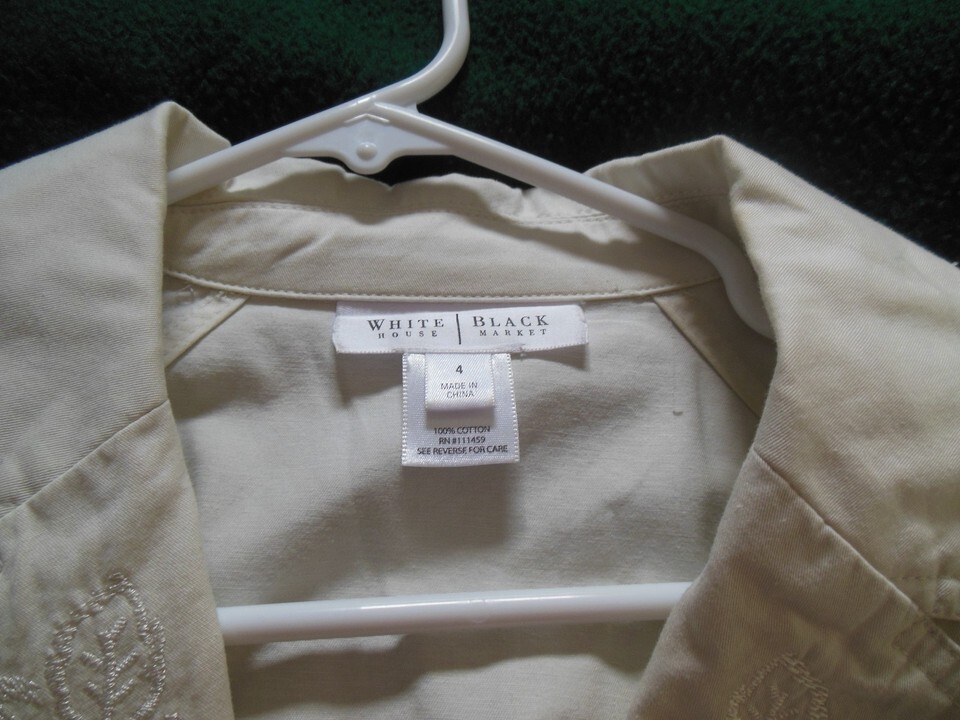 WHITE | BLACK
HOUSE MARKET
4
MADE IN
CHINA
100% COTTON
RN #111459
SEE REVERSE FOR CARE